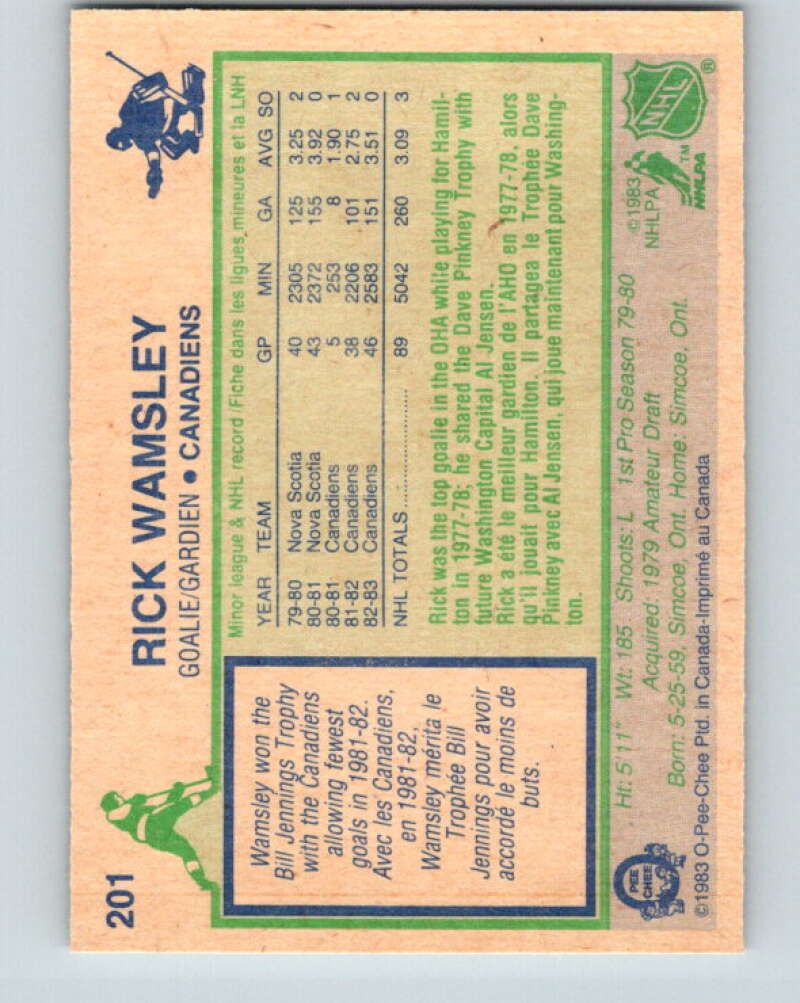 201
RICK WAMSLEY
GOALIE/GARDIEN • CANADIENS
Wamsley won the
Bill Jennings Trophy
with the Canadiens
allowing fewest
goals in 1981-82.
Avec les Canadiens,
en 1981-82,
Wamsley mérita le
Trophée Bill
Jennings pour avoir
accordé le moins de
buts.
Minor league & NHL record/Fiche dans les ligues mineures et la LNH
YEAR TEAM GP MIN GA AVG SO
79-80 Nova Scotia 40 2305 125 3.25 2
80-81 Nova Scotia 43 2372 155 3.92 0
80-81 Canadiens 5 253 8 1.90 1
81-82 Canadiens 38 2206 101 2.75 2
82-83 Canadiens 46 2583 151 3.51 0
NHL TOTALS 89 5042 260 3.09 3
Rick was the top goalie in the OHA while playing for Hamil-
ton in 1977-78; he shared the Dave Pinkney Trophy with
future Washington Capital Al Jensen.
Rick a été le meilleur gardien de l'AHO en 1977-78, alors
qu'il jouait pour Hamilton. Il partagea le Trophée Dave
Pinkney avec Al Jensen, qui joue maintenant pour Washing-
ton.
Ht: 5'11" Wt: 185 Shoots: L 1st Pro Season 79-80
Acquired: 1979 Amateur Draft
Born: 5-25-59, Simcoe, Ont. Home: Simcoe, Ont.
©1983
NHLPA
NHLPA
TM
NHL
®
PEE
CHEE
©1983 O-Pee-Chee Ptd. in Canada-Imprimé au Canada